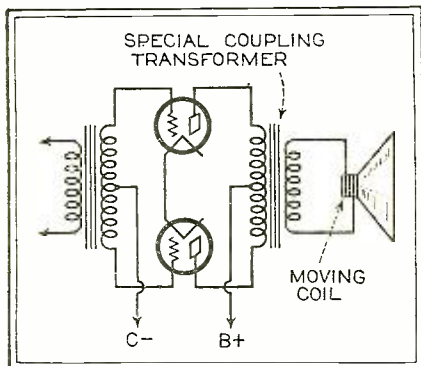 SPECIAL COUPLING
TRANSFORMER
MOVING
COIL
C-
B+